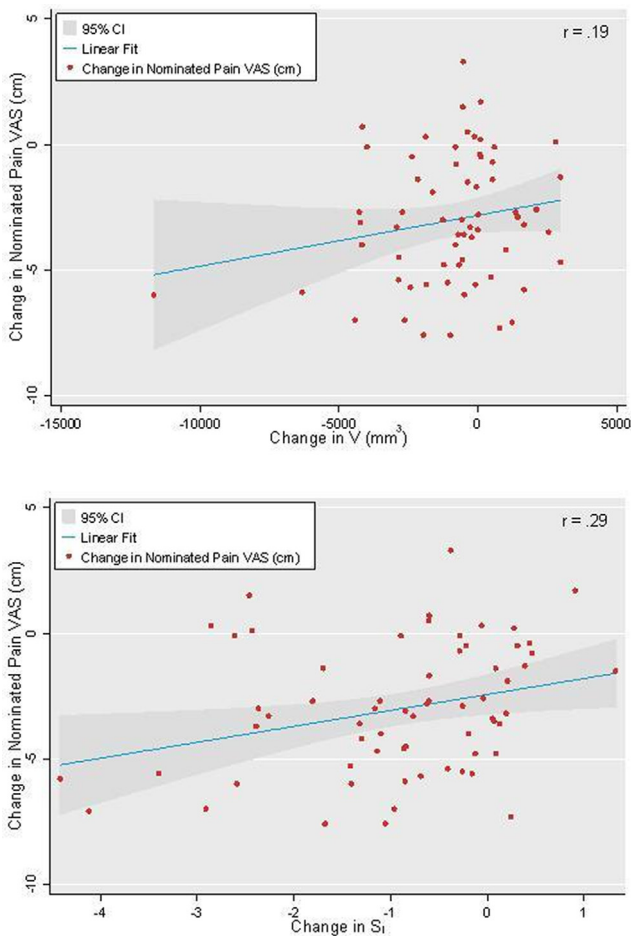 5
95% CI
Linear Fit
Change in Nominated Pain VAS (cm)
r = .19
0
-5
-10
Change in Nominated Pain VAS (cm)
-15000 -10000 -5000 0 5000
Change in V (mm³)
5
95% CI
Linear Fit
Change in Nominated Pain VAS (cm)
r = .29
0
-5
-10
Change in Nominated Pain VAS (cm)
-4 -3 -2 -1 0 1
Change in Sᵢ